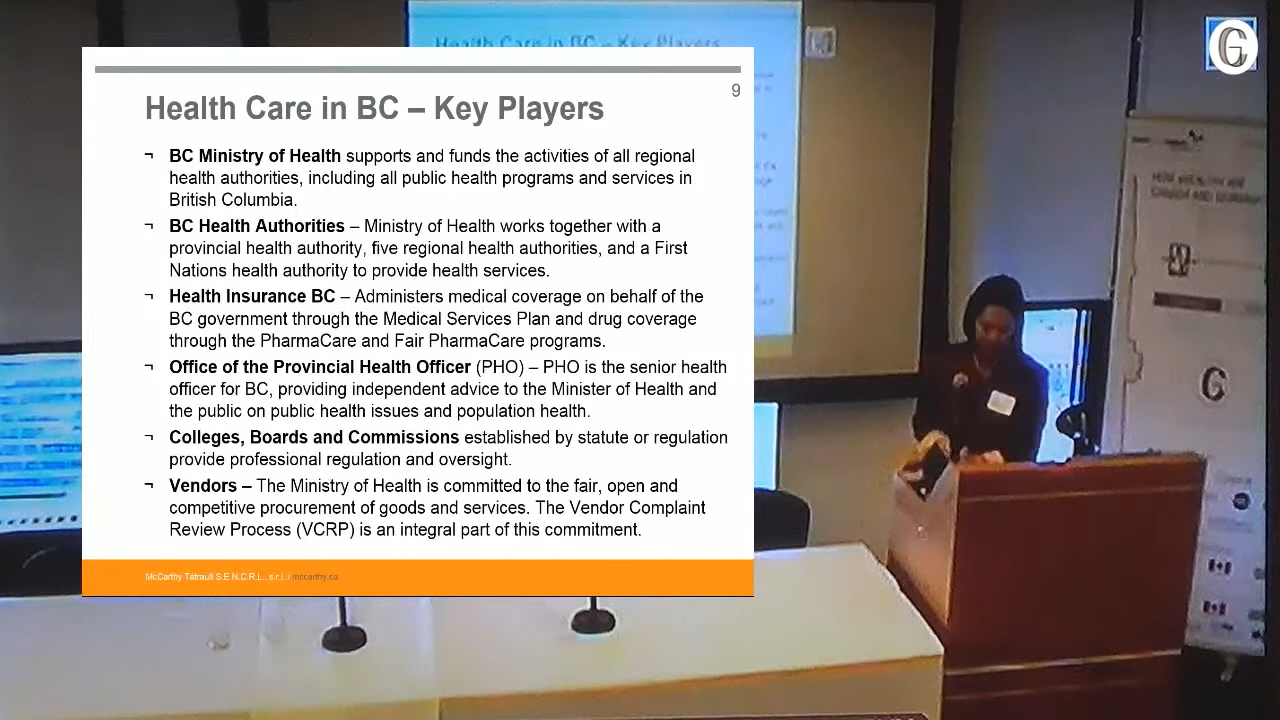 Health Care in BC – Key Players
9
Health Care in BC – Key Players
¬ BC Ministry of Health supports and funds the activities of all regional
health authorities, including all public health programs and services in
British Columbia.
¬ BC Health Authorities – Ministry of Health works together with a
provincial health authority, five regional health authorities, and a First
Nations health authority to provide health services.
¬ Health Insurance BC – Administers medical coverage on behalf of the
BC government through the Medical Services Plan and drug coverage
through the PharmaCare and Fair PharmaCare programs.
¬ Office of the Provincial Health Officer (PHO) – PHO is the senior health
officer for BC, providing independent advice to the Minister of Health and
the public on public health issues and population health.
¬ Colleges, Boards and Commissions established by statute or regulation
provide professional regulation and oversight.
¬ Vendors – The Ministry of Health is committed to the fair, open and
competitive procurement of goods and services. The Vendor Complaint
Review Process (VCRP) is an integral part of this commitment.
McCarthy Tétrault S.E.N.C.R.L., s.r.l. / mccarthy.ca
G
G